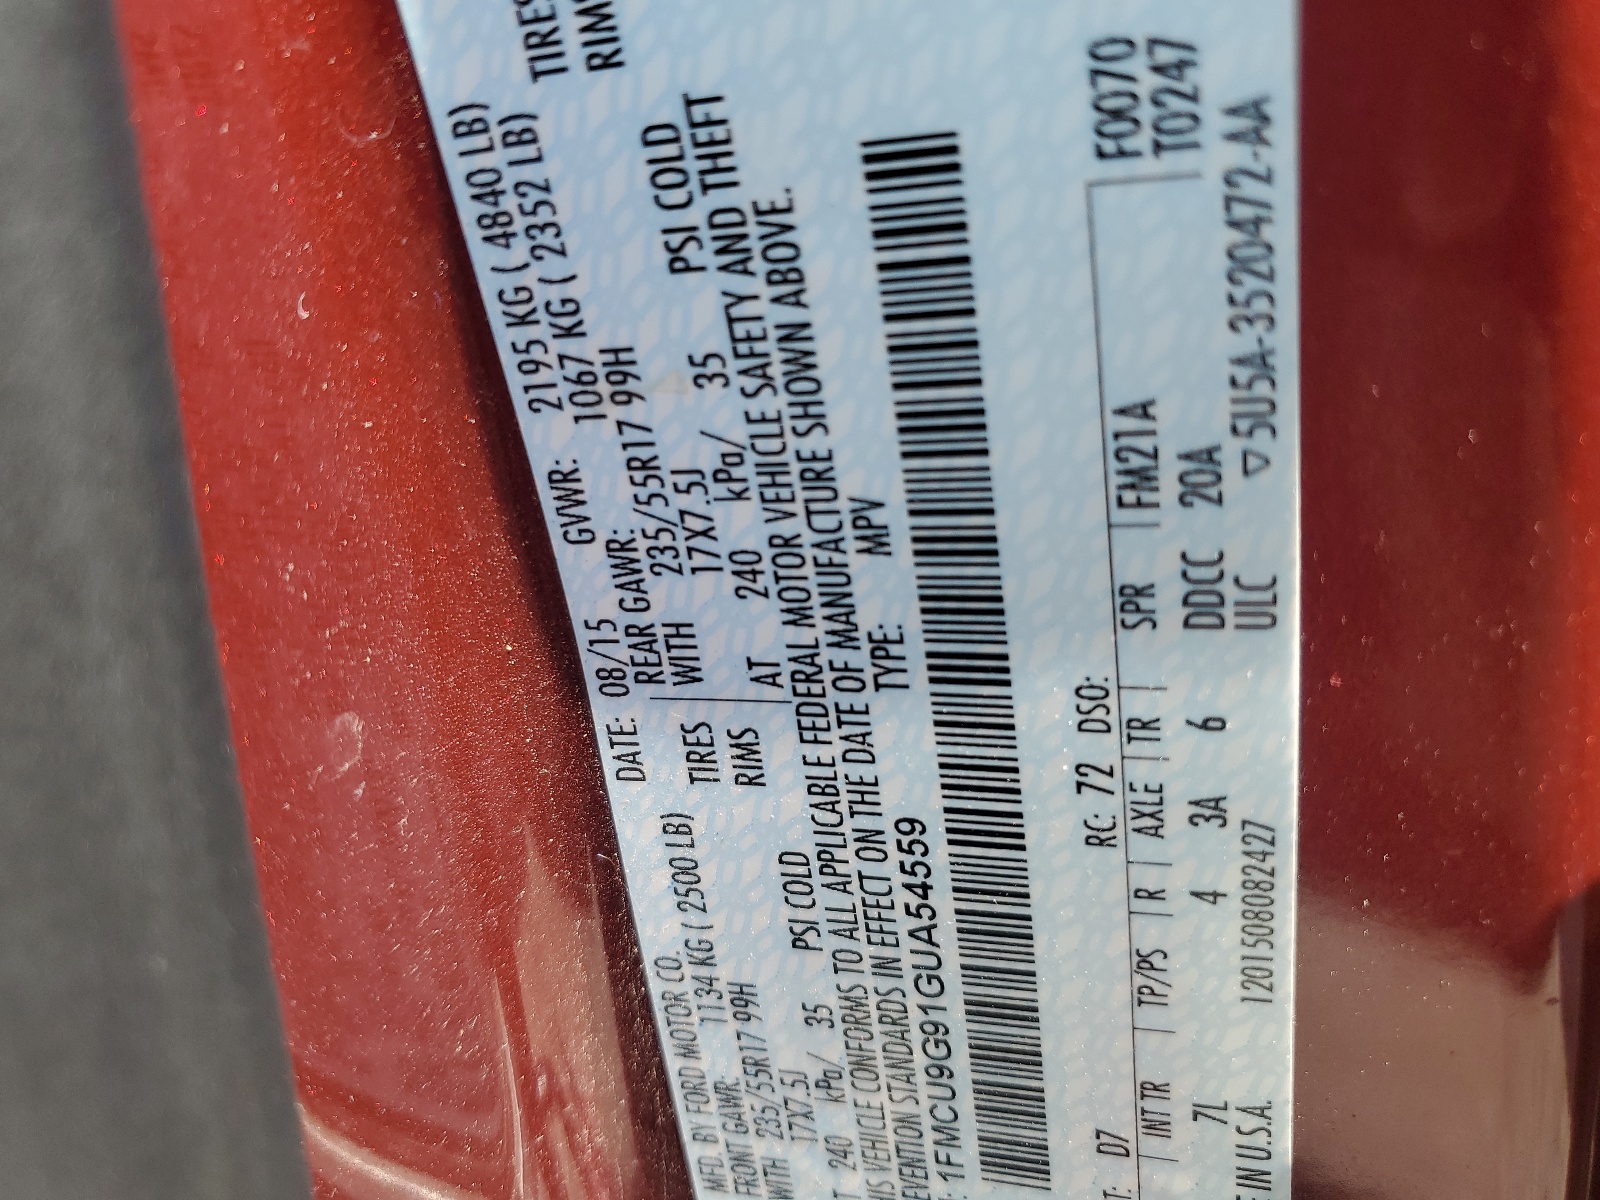 MFD. BY FORD MOTOR CO.
DATE: 08/15 GVWR: 2195 KG ( 4840 LB)
FRONT GAWR: 1134 KG ( 2500 LB)
REAR GAWR: 1067 KG ( 2352 LB)
WITH 235/55R17 99H TIRES
WITH 235/55R17 99H TIRES
17X7.5J RIMS
17X7.5J
240 kPa/ 35 PSI COLD
AT 240 kPa/ 35 PSI COLD
THIS VEHICLE CONFORMS TO ALL APPLICABLE FEDERAL MOTOR VEHICLE SAFETY AND THEFT
PREVENTION STANDARDS IN EFFECT ON THE DATE OF MANUFACTURE SHOWN ABOVE.
: 1FMCU9G91GUA54559 TYPE: MPV
: D7 RC: 72 DSO: F0070
INT TR TP/PS R AXLE TR SPR FM21A T0247
7L 4 3A 6 DDCC 20A
IN U.S.A. 12015080 82427 ULC ▽5U5A-3520472-AA